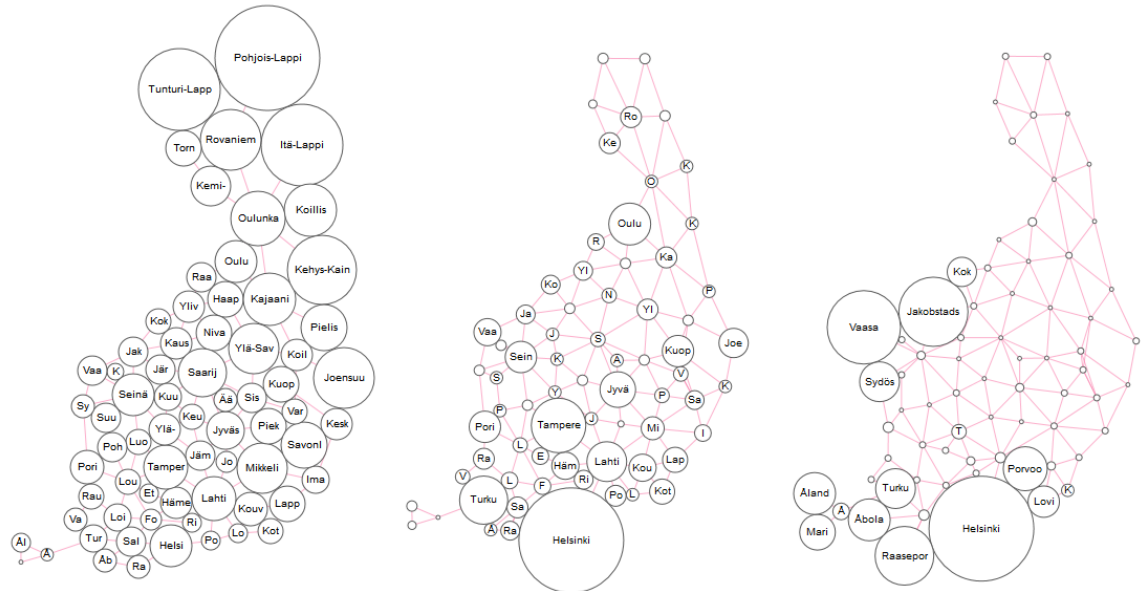 Pohjois-Lappi
Tunturi-Lapp
Rovaniem
Itä-Lappi
Torn
Kemi-
Koillis
Oulunka
Oulu
Kehys-Kain
Raa
Haap
Kajaani
Yliv
Kok
Niva
Pielis
Kaus
Ylä-Sav
Jak
Koil
Vaa
K
Jär
Saarij
Joensuu
Kuop
Seinä
Kuu
Ää
Sis
Sy
Suu
Keu
Var
Ylä-
Jyväs
Piek
Kesk
Poh
Luo
Savonl
Jäm
Jo
Pori
Tamper
Mikkeli
Lou
Ima
Rau
Et
Häme
Lahti
Kouv
Lapp
Va
Loi
Fo
Ri
Lo
Kot
Tur
Sal
Helsi
Po
Ål
Å
Åb
Ra
Ro
Ke
K
O
Oulu
K
R
Ka
Yl
Ko
N
P
Ja
Yl
Vaa
J
S
Joe
Sein
K
A
Kuop
S
Y
Jyvä
V
P
K
Sa
P
Pori
Tampere
J
Mi
I
L
E
Ra
Häm
Lahti
Kou
Lap
V
L
F
Ri
Turku
Sa
Po
L
Kot
Å
Ra
Helsinki
Kok
Jakobstads
Vaasa
Sydös
T
Porvoo
K
Turku
Åland
Lovi
Å
Åbola
Mari
Helsinki
Raasepor